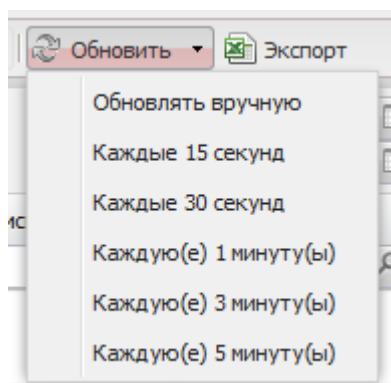 Обновить Экспорт
Обновлять вручную
Каждые 15 секунд
Каждые 30 секунд
Каждую(е) 1 минуту(ы)
Каждую(е) 3 минуту(ы)
Каждую(е) 5 минуту(ы)